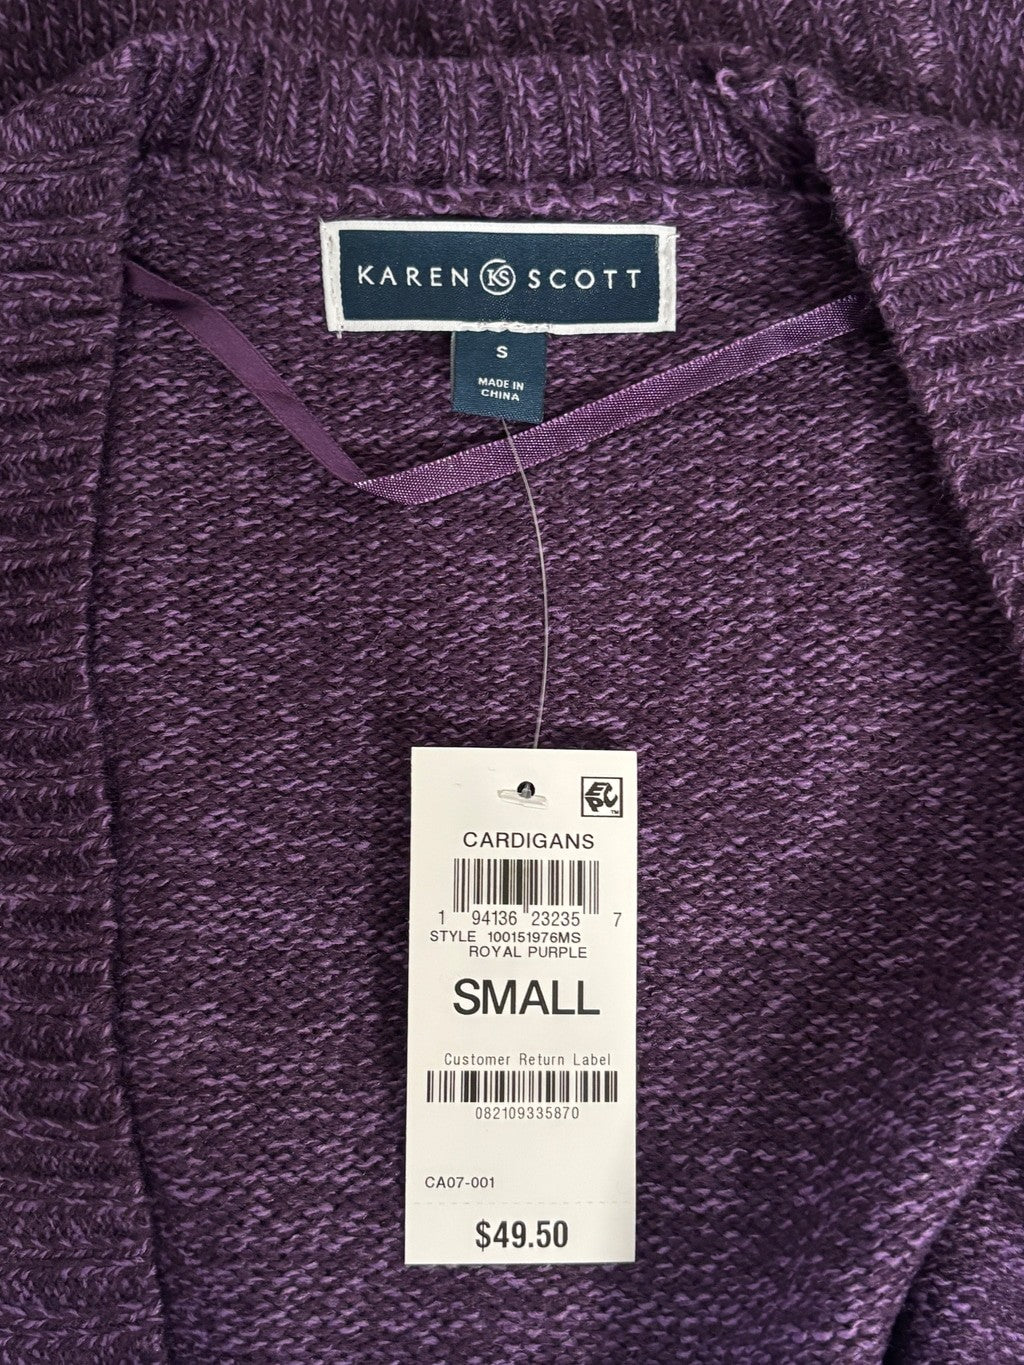 KAREN KS SCOTT
S
MADE IN
CHINA
EPC™
CARDIGANS
1 94136 23235 7
STYLE 100151976MS
ROYAL PURPLE
SMALL
Customer Return Label
082109335870
CA07-001
$49.50